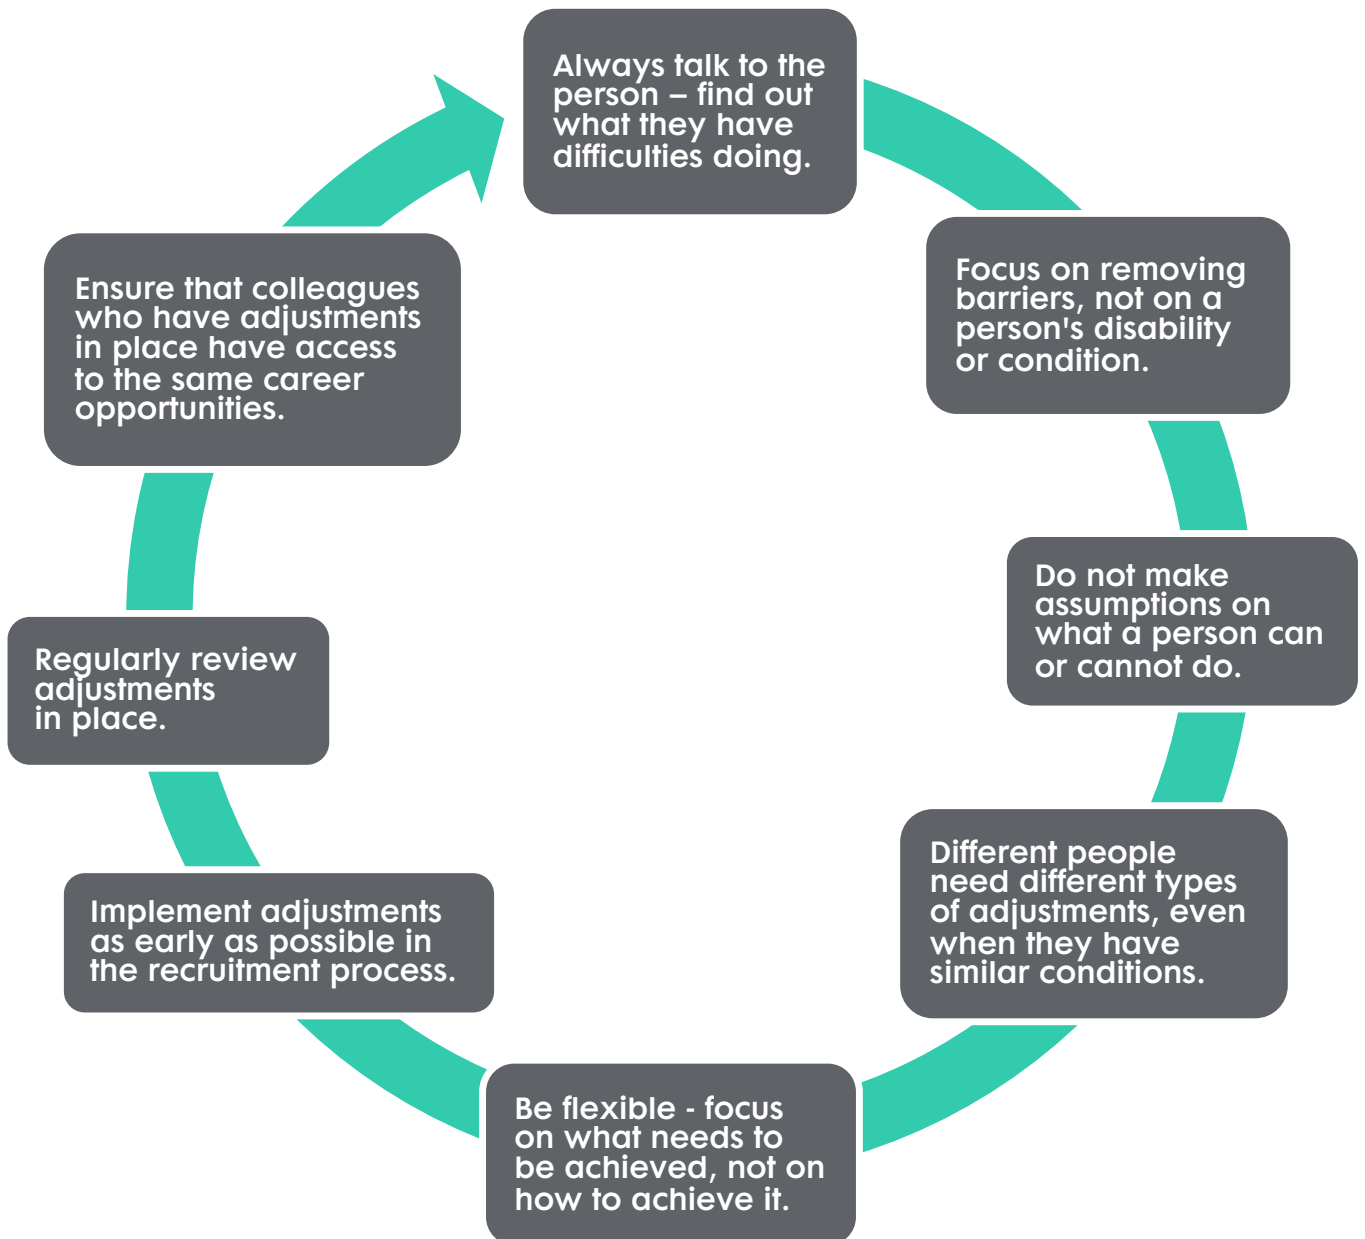 Always talk to the
person – find out
what they have
difficulties doing.
Focus on removing
barriers, not on a
person's disability
or condition.
Do not make
assumptions on
what a person can
or cannot do.
Different people
need different types
of adjustments, even
when they have
similar conditions.
Be flexible - focus
on what needs to
be achieved, not on
how to achieve it.
Implement adjustments
as early as possible in
the recruitment process.
Regularly review
adjustments
in place.
Ensure that colleagues
who have adjustments
in place have access
to the same career
opportunities.